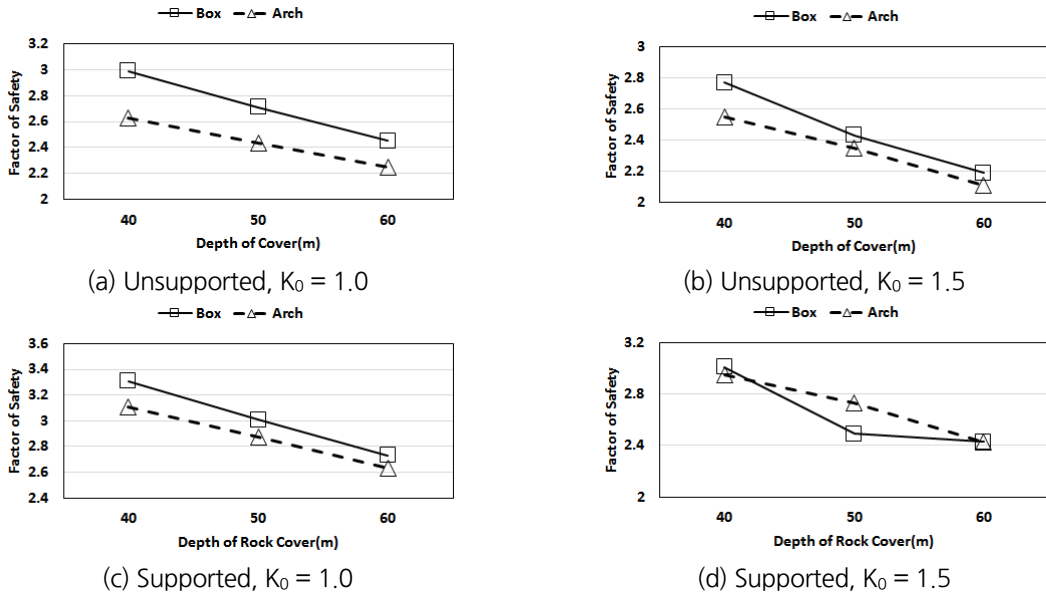 Box Arch
Factor of Safety
3.2
3
2.8
2.6
2.4
2.2
2
40 50 60
Depth of Cover(m)
(a) Unsupported, K₀ = 1.0
Box Arch
Factor of Safety
3
2.8
2.6
2.4
2.2
2
40 50 60
Depth of Cover(m)
(b) Unsupported, K₀ = 1.5
Box Arch
Factor of Safety
3.6
3.4
3.2
3
2.8
2.6
2.4
40 50 60
Depth of Rock Cover(m)
(c) Supported, K₀ = 1.0
Box Arch
Factor of Safety
3.2
2.8
2.4
2
40 50 60
Depth of Rock Cover(m)
(d) Supported, K₀ = 1.5